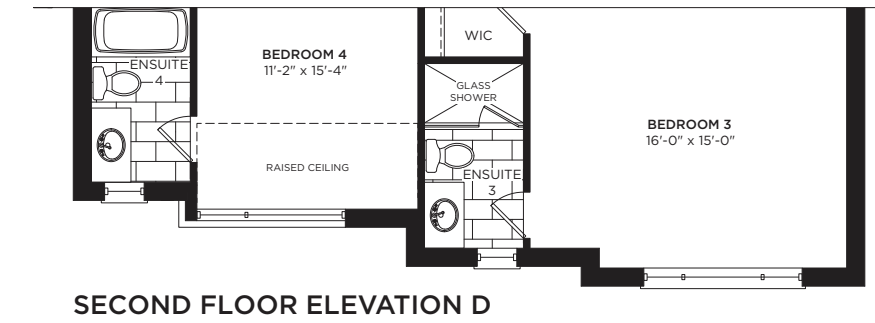 ENSUITE
4
BEDROOM 4
11'-2" x 15'-4"
RAISED CEILING
WIC
GLASS
SHOWER
ENSUITE
3
BEDROOM 3
16'-0" x 15'-0"
SECOND FLOOR ELEVATION D